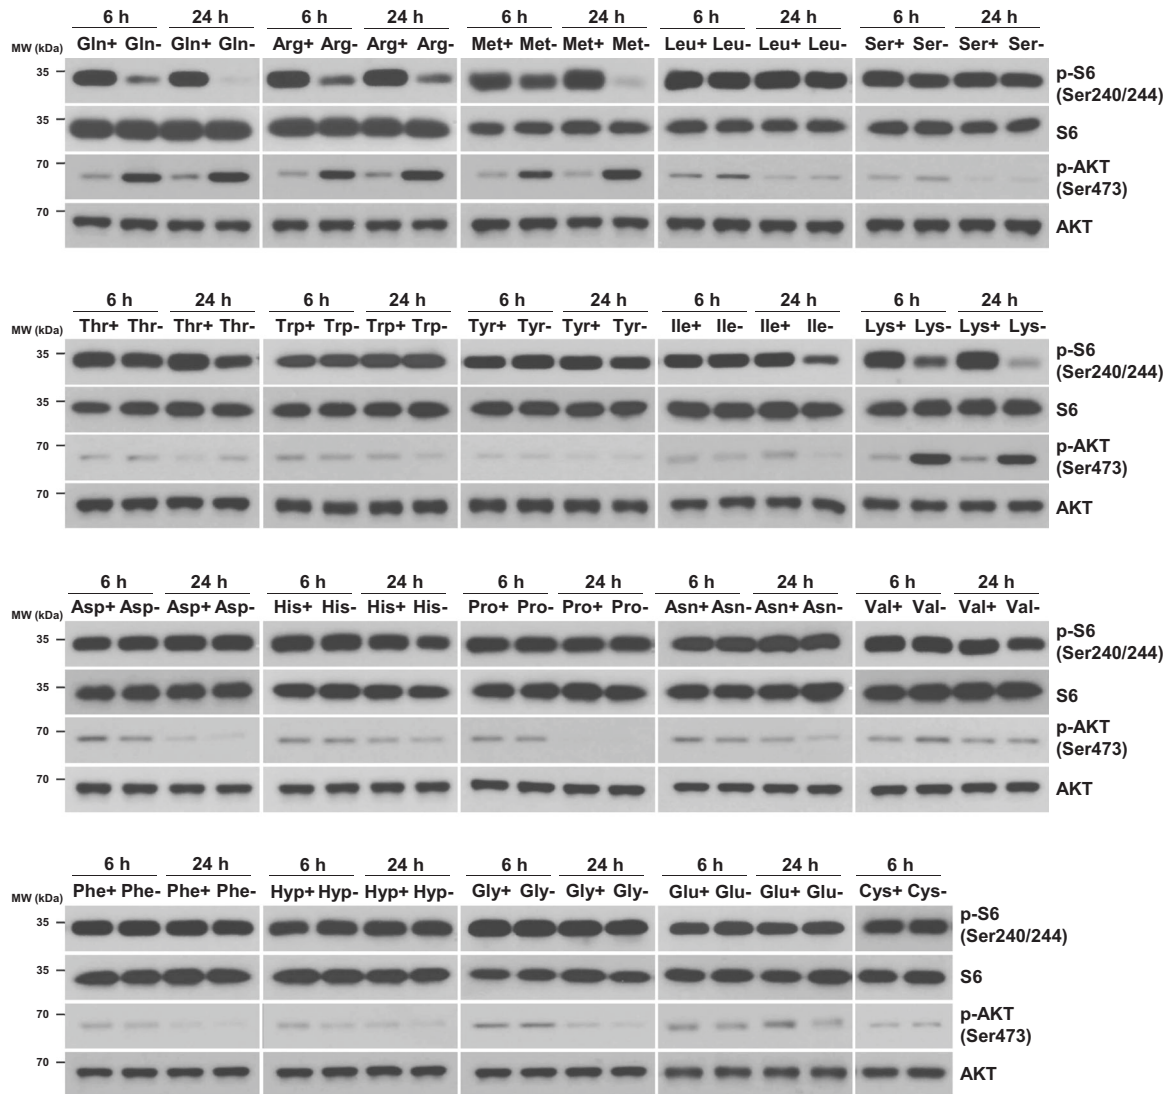 6 h 24 h 6 h 24 h 6 h 24 h 6 h 24 h 6 h 24 h
MW (kDa) Gln+ Gln- Gln+ Gln- Arg+ Arg- Arg+ Arg- Met+ Met- Met+ Met- Leu+ Leu- Leu+ Leu- Ser+ Ser- Ser+ Ser-
35 p-S6
(Ser240/244)
35 S6
70 p-AKT
(Ser473)
70 AKT
6 h 24 h 6 h 24 h 6 h 24 h 6 h 24 h 6 h 24 h
MW (kDa) Thr+ Thr- Thr+ Thr- Trp+ Trp- Trp+ Trp- Tyr+ Tyr- Tyr+ Tyr- Ile+ Ile- Ile+ Ile- Lys+ Lys- Lys+ Lys-
35 p-S6
(Ser240/244)
35 S6
70 p-AKT
(Ser473)
70 AKT
6 h 24 h 6 h 24 h 6 h 24 h 6 h 24 h 6 h 24 h
MW (kDa) Asp+ Asp- Asp+ Asp- His+ His- His+ His- Pro+ Pro- Pro+ Pro- Asn+ Asn- Asn+ Asn- Val+ Val- Val+ Val-
35 p-S6
(Ser240/244)
35 S6
70 p-AKT
(Ser473)
70 AKT
6 h 24 h 6 h 24 h 6 h 24 h 6 h 24 h 6 h
MW (kDa) Phe+ Phe- Phe+ Phe- Hyp+ Hyp- Hyp+ Hyp- Gly+ Gly- Gly+ Gly- Glu+ Glu- Glu+ Glu- Cys+ Cys-
35 p-S6
(Ser240/244)
35 S6
70 p-AKT
(Ser473)
70 AKT